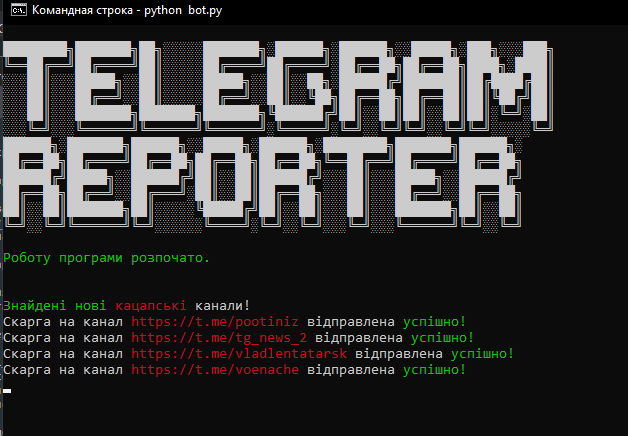 Командная строка - python bot.py
TELEGRAM
REPORTER
Роботу програми розпочато.
Знайдені нові кацапські канали!
Скарга на канал https://t.me/pootiniz відправлена успішно!
Скарга на канал https://t.me/tg_news_2 відправлена успішно!
Скарга на канал https://t.me/vladlentatarsk відправлена успішно!
Скарга на канал https://t.me/voenache відправлена успішно!